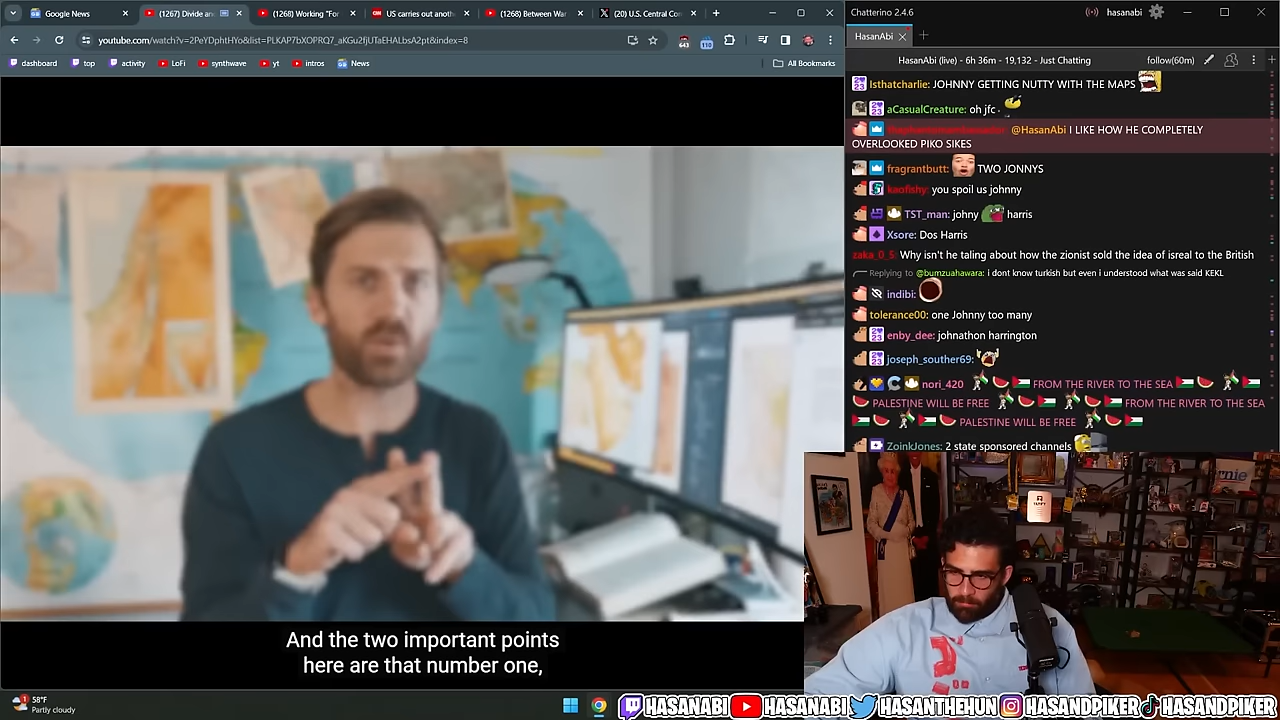 Google News
(1267) Divide and
(1268) Working "For
US carries out anoth
(1268) Between War
(20) U.S. Central Co
youtube.com/watch?v=2PeYDphtHYo&list=PLKAP7bXOPRQ7_aKGu2fjUTaEHALbsA2pt&index=8
643
110
dashboard
top
activity
LoFi
synthwave
yt
intros
News
All Bookmarks
And the two important points
here are that number one,
58°F
Partly cloudy
Chatterino 2.4.6
hasanabi
HasanAbi
HasanAbi (live) - 6h 36m - 19,132 - Just Chatting
follow(60m)
Isthatcharlie: JOHNNY GETTING NUTTY WITH THE MAPS
aCasualCreature: oh jfc .
@HasanAbi I LIKE HOW HE COMPLETELY
OVERLOOKED PIKO SIKES
fragrantbutt: TWO JONNYS
kaofishy: you spoil us johnny
TST_man: johny harris
Xsore: Dos Harris
zaka_0_5: Why isn't he taling about how the zionist sold the idea of isreal to the British
Replying to @bumzuahawara: i dont know turkish but even i understood what was said KEKL
indibi:
tolerance00: one Johnny too many
enby_dee: johnathon harrington
joseph_souther69:
nori_420 FROM THE RIVER TO THE SEA
PALESTINE WILL BE FREE FROM THE RIVER TO THE SEA
PALESTINE WILL BE FREE
ZoinkJones: 2 state sponsored channels
HASANABI HASANABI HASANTHEHUN HASANDPIKER HASANDPIKER